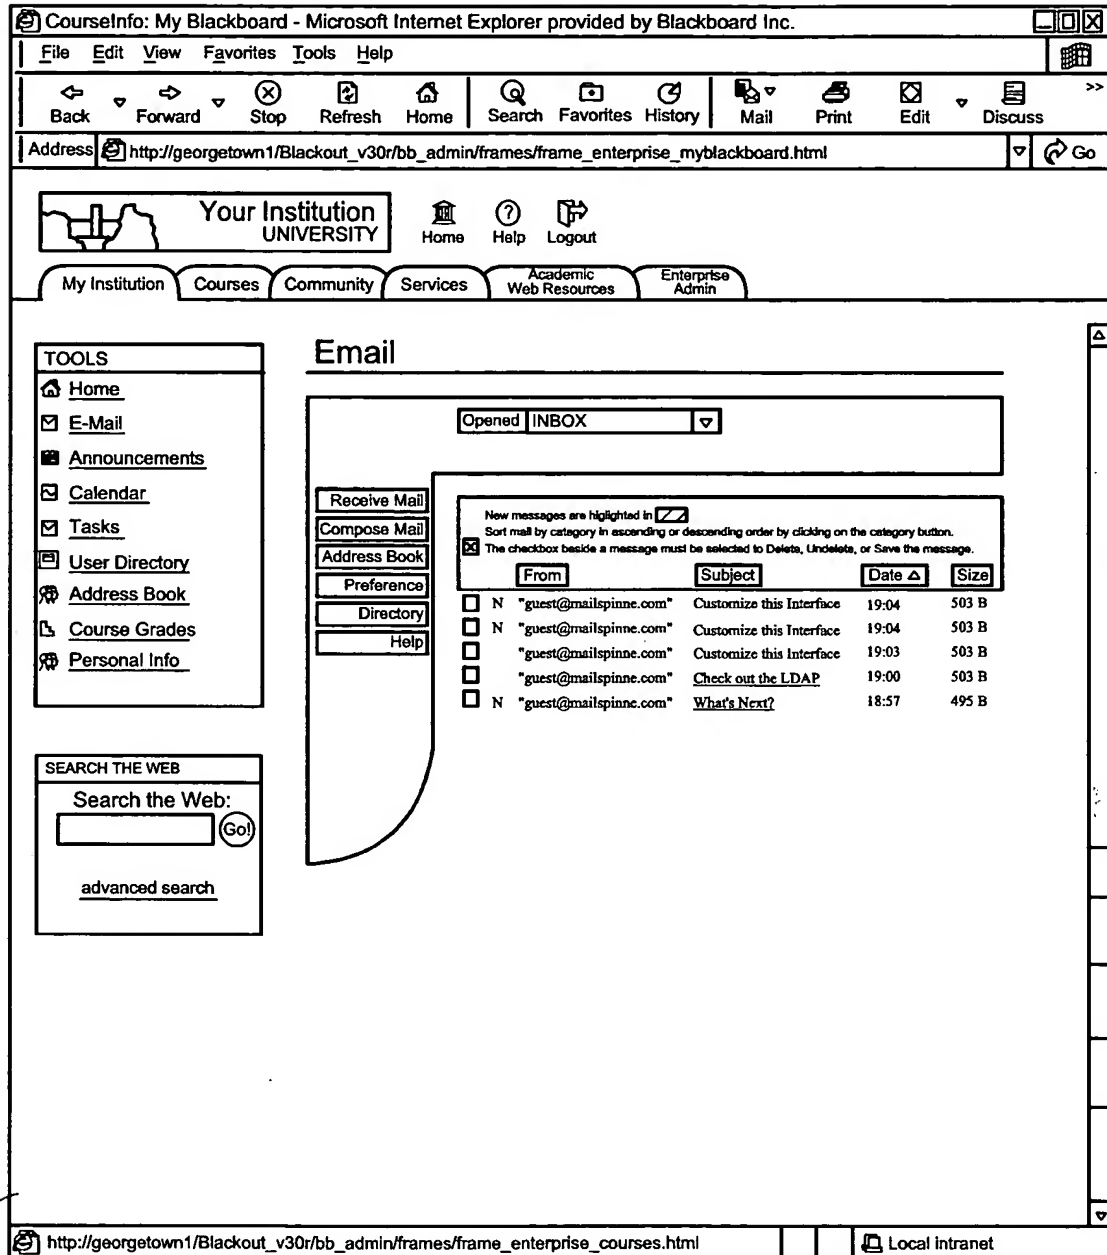 CourseInfo: My Blackboard - Microsoft Internet Explorer provided by Blackboard Inc.
File Edit View Favorites Tools Help
Back Forward Stop Refresh Home Search Favorites History Mail Print Edit Discuss >>
Address http://georgetown1/Blackout_v30r/bb_admin/frames/frame_enterprise_myblackboard.html Go
Your Institution
UNIVERSITY
Home Help Logout
My Institution Courses Community Services Academic Web Resources Enterprise Admin
TOOLS
Home
E-Mail
Announcements
Calendar
Tasks
User Directory
Address Book
Course Grades
Personal Info
SEARCH THE WEB
Search the Web:
Go!
advanced search
Email
Opened INBOX
Receive Mail
Compose Mail
Address Book
Preference
Directory
Help
New messages are higlighted in
Sort mail by category in ascending or descending order by clicking on the category button.
The checkbox beside a message must be selected to Delete, Undelete, or Save the message.
From Subject Date Size
N "guest@mailspinne.com" Customize this Interface 19:04 503 B
N "guest@mailspinne.com" Customize this Interface 19:04 503 B
"guest@mailspinne.com" Customize this Interface 19:03 503 B
"guest@mailspinne.com" Check out the LDAP 19:00 503 B
N "guest@mailspinne.com" What's Next? 18:57 495 B
http://georgetown1/Blackout_v30r/bb_admin/frames/frame_enterprise_courses.html Local intranet